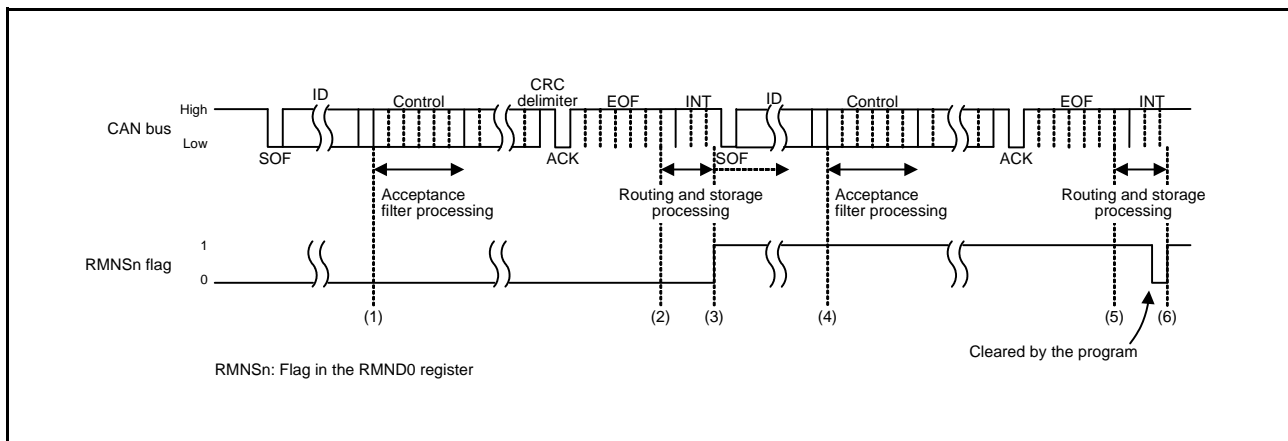 CRC
ID
Control
delimiter
EOF
INT
ID
Control
EOF
INT
High
CAN bus
Low
SOF
ACK
SOF
ACK
Acceptance
filter processing
Routing and storage
processing
Acceptance
filter processing
Routing and storage
processing
1
RMNSn flag
0
(1)
(2)
(3)
(4)
(5)
(6)
Cleared by the program
RMNSn: Flag in the RMND0 register